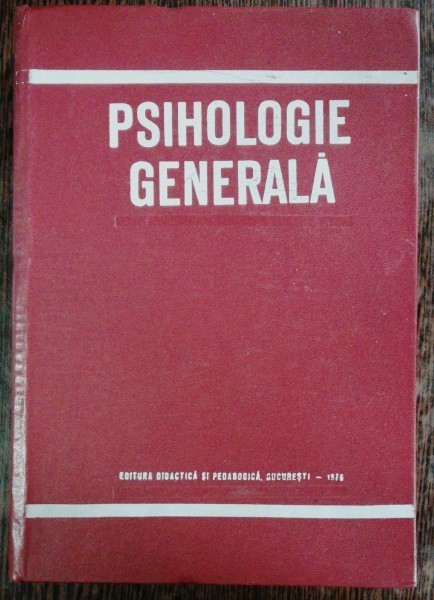 PSIHOLOGIE
GENERALĂ
EDITURA DIDACTICĂ ȘI PEDAGOGICĂ, BUCUREȘTI – 1976